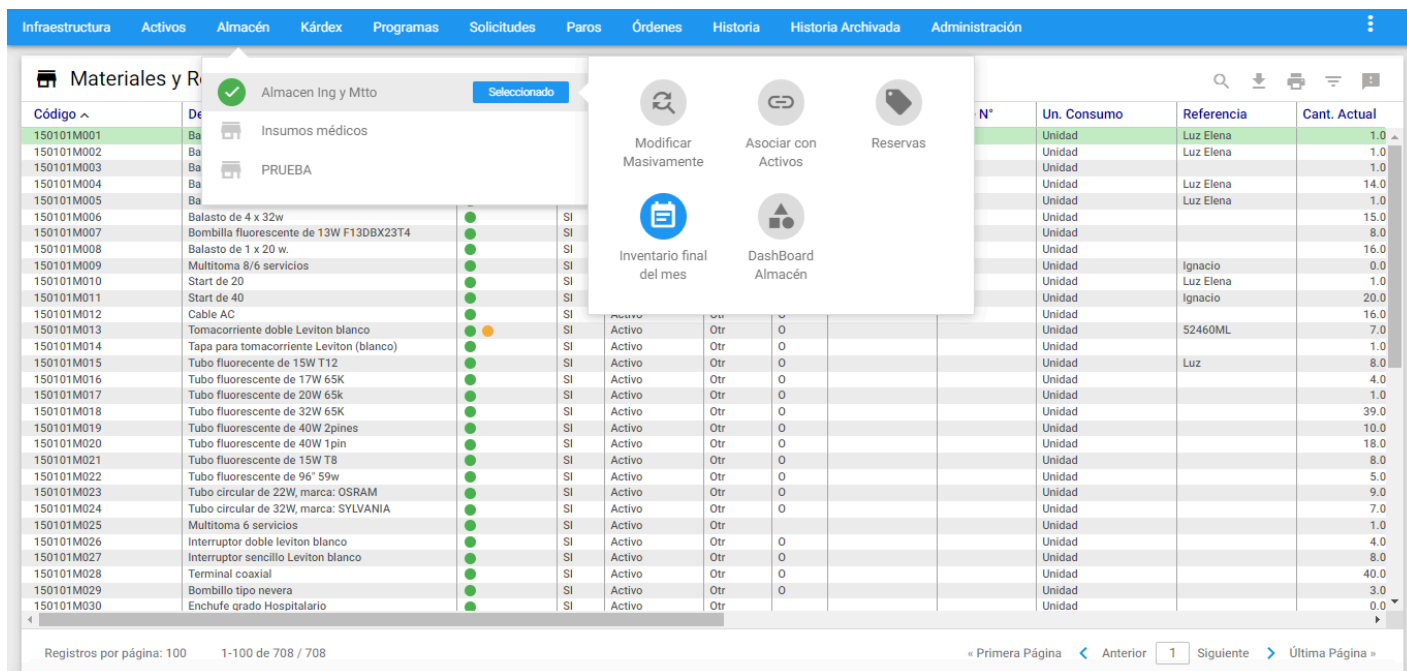 Infraestructura Activos Almacén Kárdex Programas Solicitudes Paros Órdenes Historia Historia Archivada Administración
Materiales y R
Almacen Ing y Mtto Seleccionado
Insumos médicos
PRUEBA
Modificar Masivamente
Asociar con Activos
Reservas
Inventario final del mes
DashBoard Almacén
Código De N° Un. Consumo Referencia Cant. Actual
150101M001 Ba Unidad Luz Elena 1.0
150101M002 Ba Unidad Luz Elena 1.0
150101M003 Ba Unidad 1.0
150101M004 Ba Unidad Luz Elena 14.0
150101M005 Ba Unidad Luz Elena 1.0
150101M006 Balasto de 4 x 32w SI Unidad 15.0
150101M007 Bombilla fluorescente de 13W F13DBX23T4 SI Unidad 8.0
150101M008 Balasto de 1 x 20 w. SI Unidad 16.0
150101M009 Multitoma 8/6 servicios SI Unidad Ignacio 0.0
150101M010 Start de 20 SI Unidad Luz Elena 1.0
150101M011 Start de 40 SI Unidad Ignacio 20.0
150101M012 Cable AC SI Activo Otr O Unidad 16.0
150101M013 Tomacorriente doble Leviton blanco SI Activo Otr O Unidad 52460ML 7.0
150101M014 Tapa para tomacorriente Leviton (blanco) SI Activo Otr O Unidad 1.0
150101M015 Tubo fluorecente de 15W T12 SI Activo Otr O Unidad Luz 8.0
150101M016 Tubo fluorescente de 17W 65K SI Activo Otr O Unidad 4.0
150101M017 Tubo fluorescente de 20W 65k SI Activo Otr O Unidad 1.0
150101M018 Tubo fluorescente de 32W 65K SI Activo Otr O Unidad 39.0
150101M019 Tubo fluorescente de 40W 2pines SI Activo Otr O Unidad 10.0
150101M020 Tubo fluorescente de 40W 1pin SI Activo Otr O Unidad 18.0
150101M021 Tubo fluorescente de 15W T8 SI Activo Otr O Unidad 8.0
150101M022 Tubo fluorescente de 96" 59w SI Activo Otr O Unidad 5.0
150101M023 Tubo circular de 22W, marca: OSRAM SI Activo Otr O Unidad 9.0
150101M024 Tubo circular de 32W, marca: SYLVANIA SI Activo Otr O Unidad 7.0
150101M025 Multitoma 6 servicios SI Activo Otr Unidad 1.0
150101M026 Interruptor doble leviton blanco SI Activo Otr O Unidad 4.0
150101M027 Interruptor sencillo Leviton blanco SI Activo Otr O Unidad 8.0
150101M028 Terminal coaxial SI Activo Otr O Unidad 40.0
150101M029 Bombillo tipo nevera SI Activo Otr O Unidad 3.0
150101M030 Enchufe grado Hospitalario SI Activo Otr Unidad 0.0
Registros por página: 100 1-100 de 708 / 708 « Primera Página Anterior 1 Siguiente Última Página »